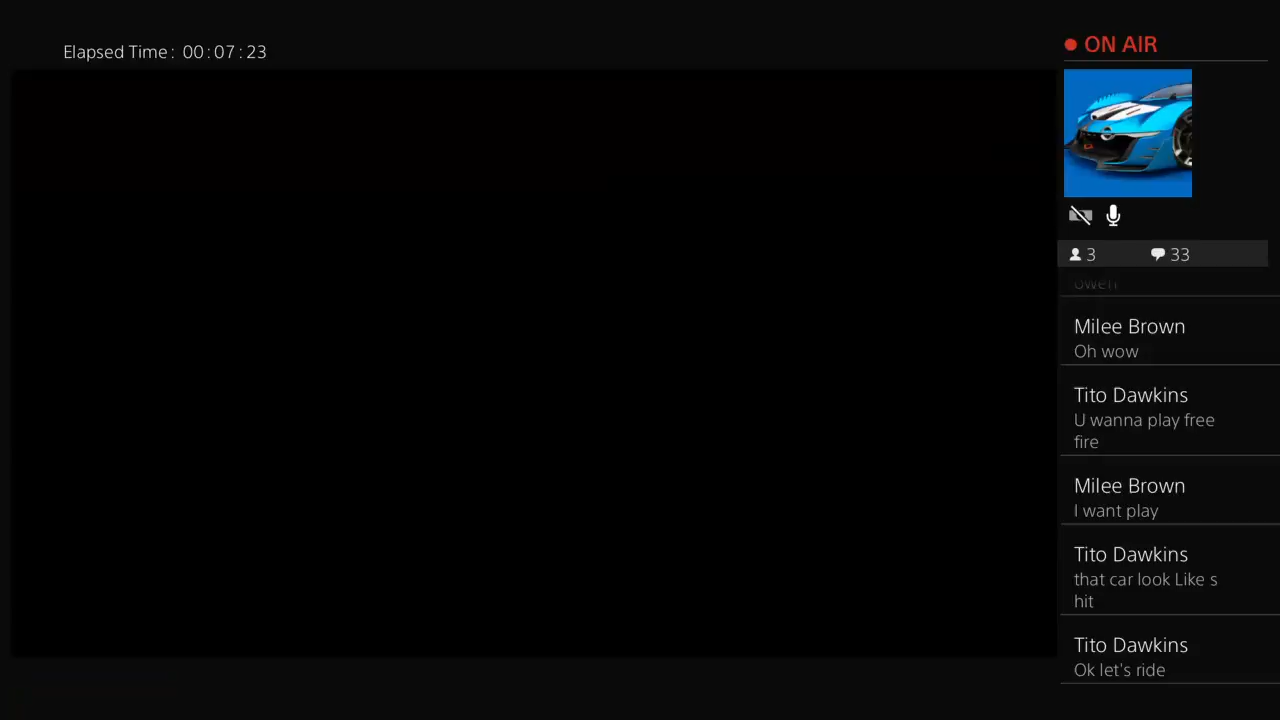 Elapsed Time: 00:07:23
ON AIR
3 33
owen
Milee Brown
Oh wow
Tito Dawkins
U wanna play free
fire
Milee Brown
I want play
Tito Dawkins
that car look Like s
hit
Tito Dawkins
Ok let's ride